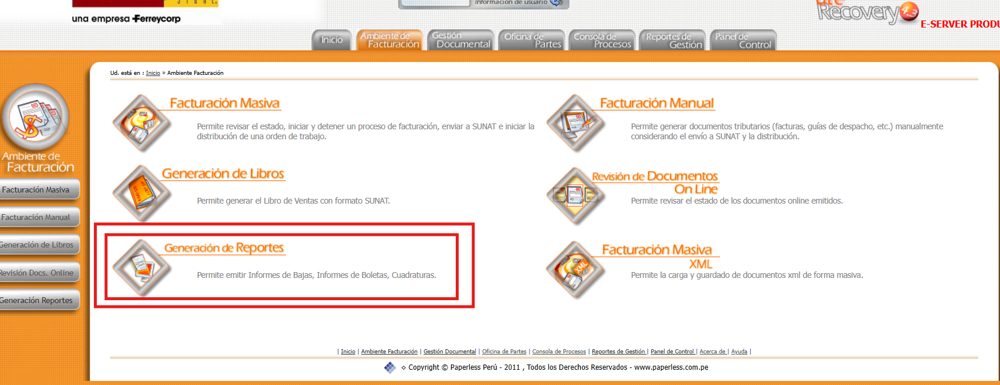 una empresa Ferreycorp
Información de usuario
Recovery 4.3
E-SERVER
Inicio
Ambiente de
Facturación
Gestión
Documental
Oficina de
Partes
Consola de
Procesos
Reportes de
Gestión
Panel de
Control
Ud. está en : Inicio » Ambiente Facturación
Ambiente de
Facturación
Facturación Masiva
Facturación Manual
Generación de Libros
Revisión Docs. Online
Generación Reportes
Facturación Masiva
Permite revisar el estado, iniciar y detener un proceso de facturación, enviar a SUNAT e iniciar la
distribución de una orden de trabajo.
Facturación Manual
Permite generar documentos tributarios (facturas, guías de despacho, etc.) manualmente
considerando el envío a SUNAT y la distribución.
Generación de Libros
Permite generar el Libro de Ventas con formato SUNAT.
Revisión de Documentos
On Line
Permite revisar el estado de los documentos online emitidos.
Generación de Reportes
Permite emitir Informes de Bajas, Informes de Boletas, Cuadraturas.
XML
Facturación Masiva
XML
Permite la carga y guardado de documentos xml de forma masiva.
| Inicio | Ambiente Facturación | Gestión Documental | Oficina de Partes | Consola de Procesos | Reportes de Gestión | Panel de Control | Acerca de | Ayuda |
Copyright © Paperless Perú - 2011 , Todos los Derechos Reservados - www.paperless.com.pe